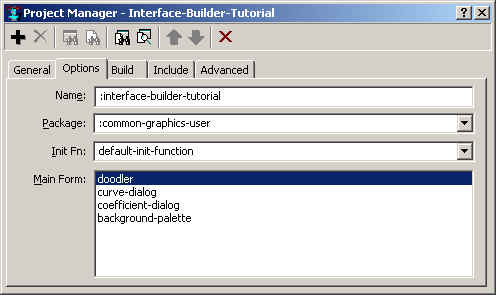 Project Manager - Interface-Builder-Tutorial
General Options Build Include Advanced
Name: :interface-builder-tutorial
Package: :common-graphics-user
Init Fn: default-init-function
Main Form: doodler
curve-dialog
coefficient-dialog
background-palette